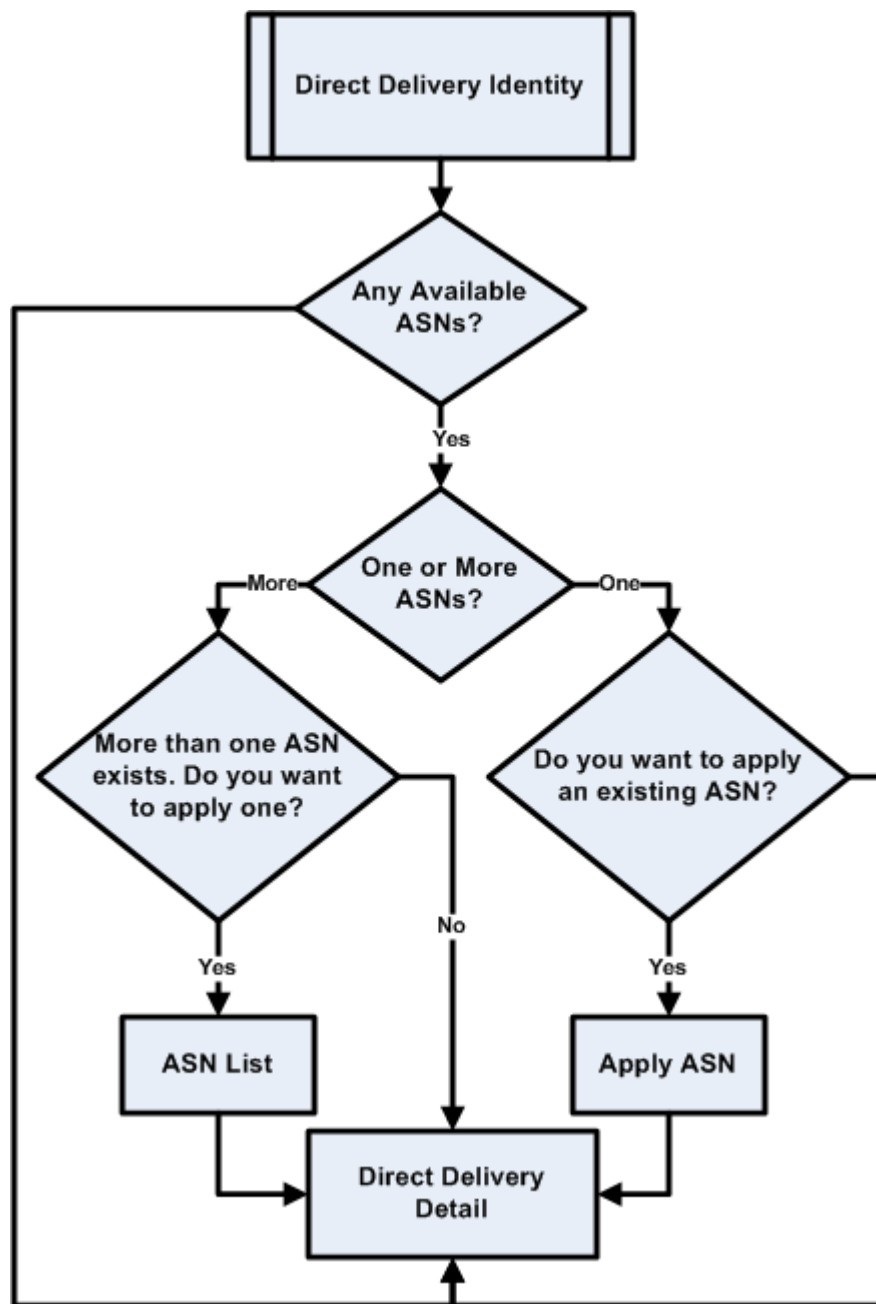 Direct Delivery Identity
Any Available
ASNs?
Yes
One or More
ASNs?
More
One
More than one ASN
exists. Do you want
to apply one?
Do you want to apply
an existing ASN?
No
Yes
Yes
ASN List
Apply ASN
Direct Delivery
Detail